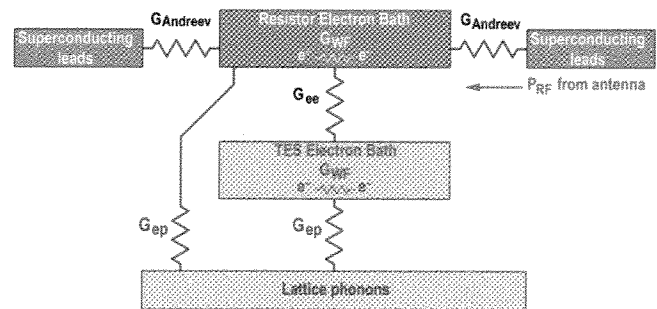 G_Andreev
Resistor Electron Bath
G_Andreev
Superconducting
leads
G_WF
e⁻ e⁻
Superconducting
leads
G_ee
P_RF from antenna
TES Electron Bath
G_WF
e⁻ e⁻
G_ep
G_ep
Lattice phonons